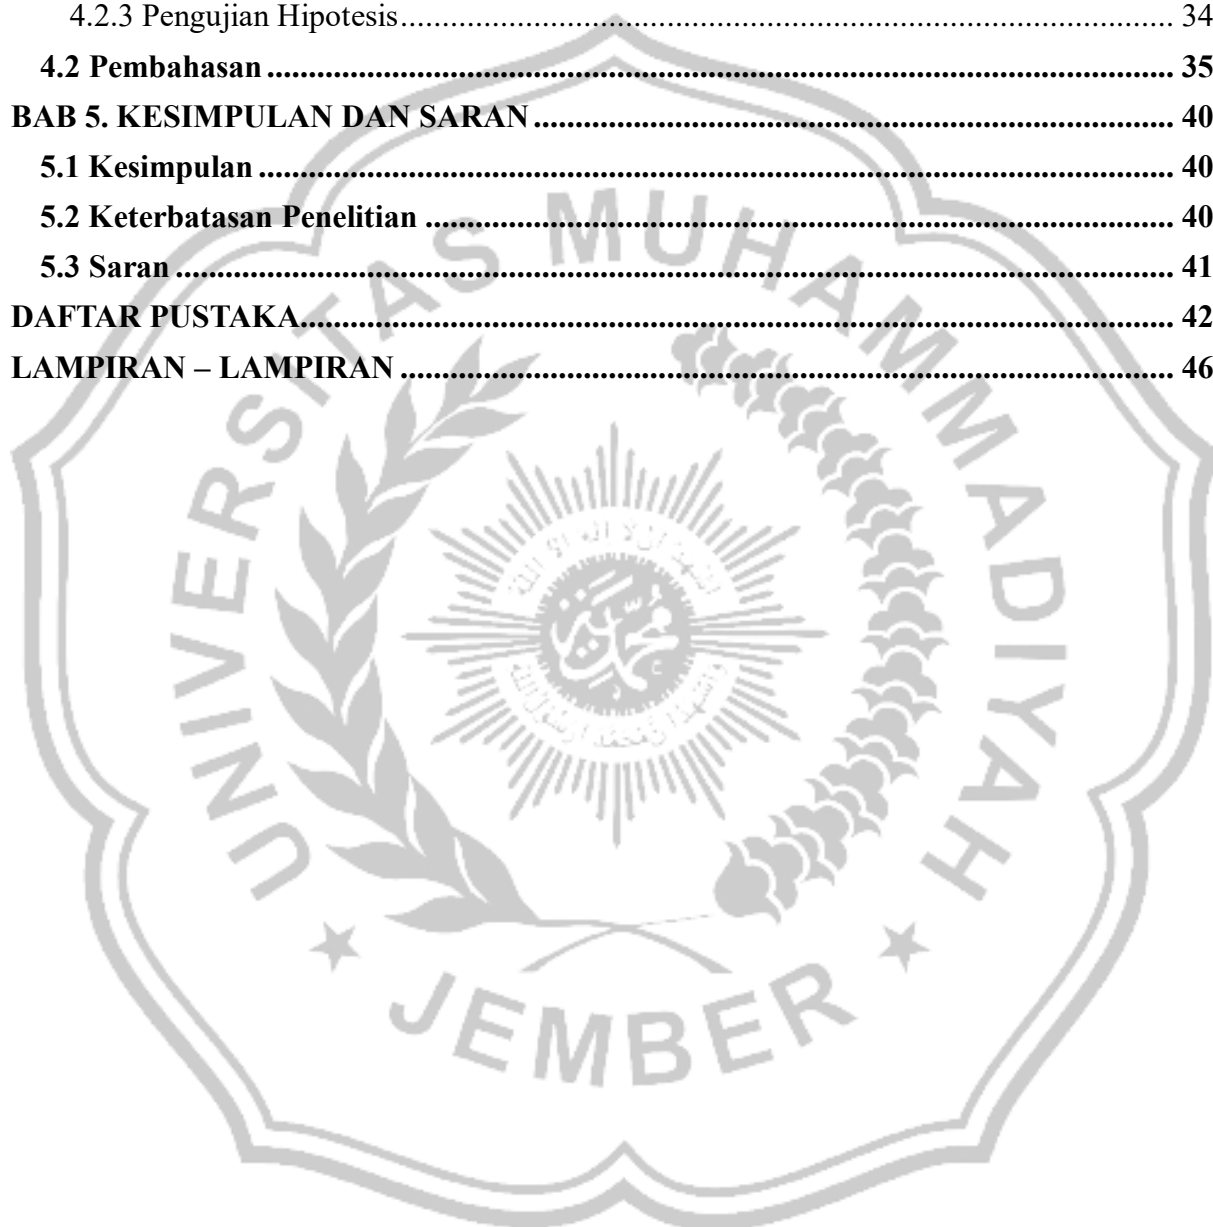 4.2.3 Pengujian Hipotesis.................................................................................................. 34
4.2 Pembahasan................................................................................................................ 35
BAB 5. KESIMPULAN DAN SARAN............................................................................... 40
5.1 Kesimpulan................................................................................................................. 40
5.2 Keterbatasan Penelitian............................................................................................. 40
5.3 Saran........................................................................................................................... 41
DAFTAR PUSTAKA............................................................................................................ 42
LAMPIRAN – LAMPIRAN................................................................................................ 46
UNIVERSITAS MUHAMMADIYAH
JEMBER